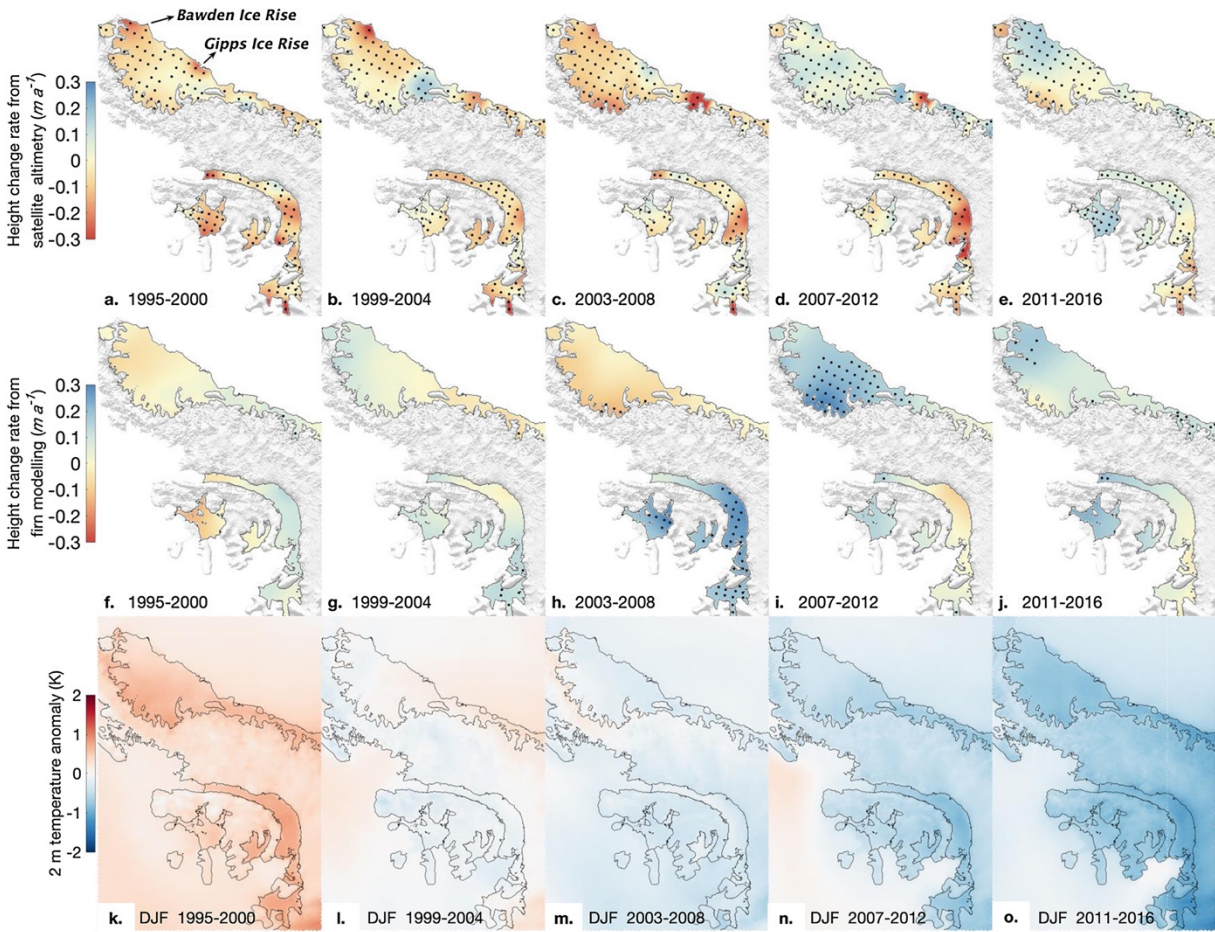 Bawden Ice Rise
Gipps Ice Rise
Height change rate from
satellite altimetry (m a⁻¹)
0.3
0.2
0.1
0
-0.1
-0.2
-0.3
a. 1995-2000
b. 1999-2004
c. 2003-2008
d. 2007-2012
e. 2011-2016
Height change rate from
firn modelling (m a⁻¹)
0.3
0.2
0.1
0
-0.1
-0.2
-0.3
f. 1995-2000
g. 1999-2004
h. 2003-2008
i. 2007-2012
j. 2011-2016
2 m temperature anomaly (K)
2
1
0
-1
-2
k. DJF 1995-2000
l. DJF 1999-2004
m. DJF 2003-2008
n. DJF 2007-2012
o. DJF 2011-2016